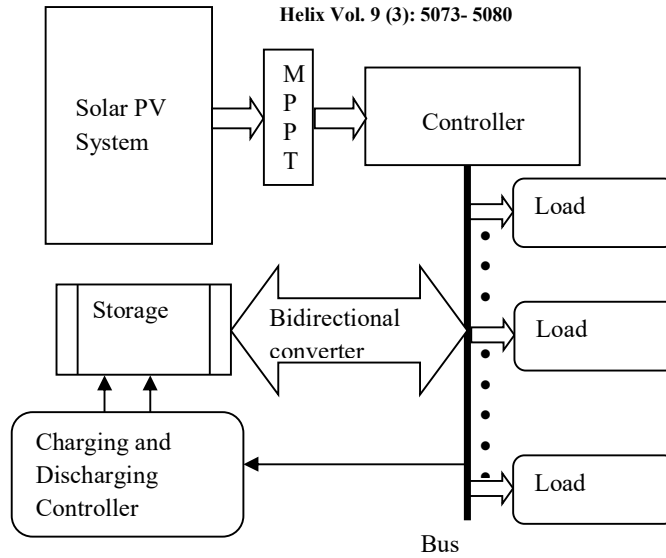 Helix Vol. 9 (3): 5073- 5080
Solar PV
System
M
P
P
T
Controller
Load
Storage
Bidirectional
converter
Load
Charging and
Discharging
Controller
Load
Bus